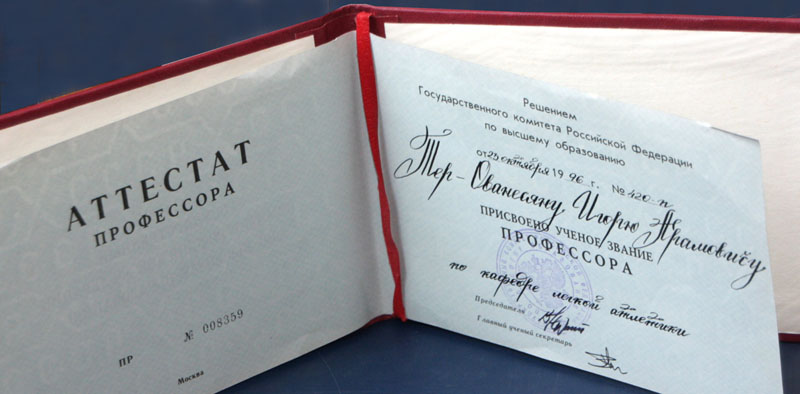 АТТЕСТАТ
ПРОФЕССОРА
№ 008359
ПР
Москва
Решением
Государственного комитета Российской Федерации
по высшему образованию
от 25 октября 1996 г. № 420-п
Тер-Ованесяну Игорю Арамовичу
ПРИСВОЕНО УЧЕНОЕ ЗВАНИЕ
ПРОФЕССОРА
по кафедре легкой атлетики
Председатель
Главный ученый секретарь